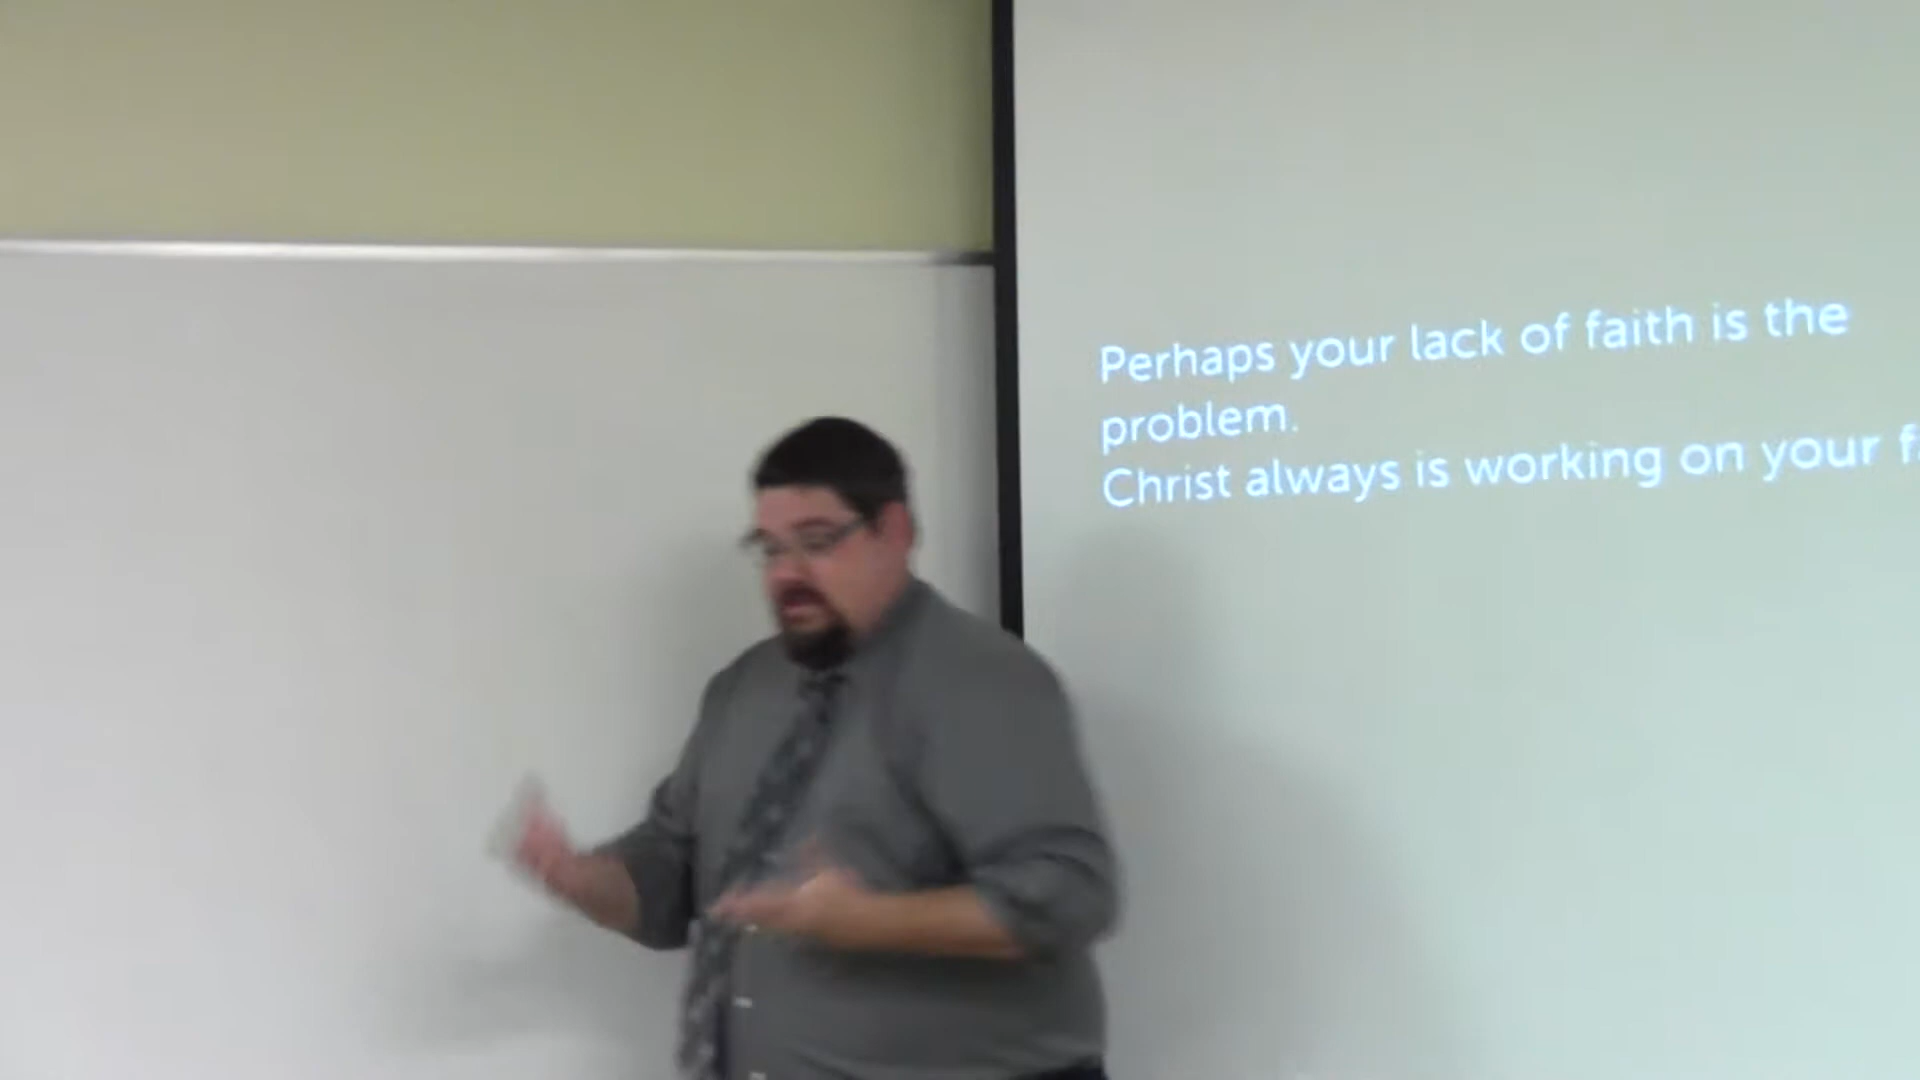 Perhaps your lack of faith is the
problem.
Christ always is working on your